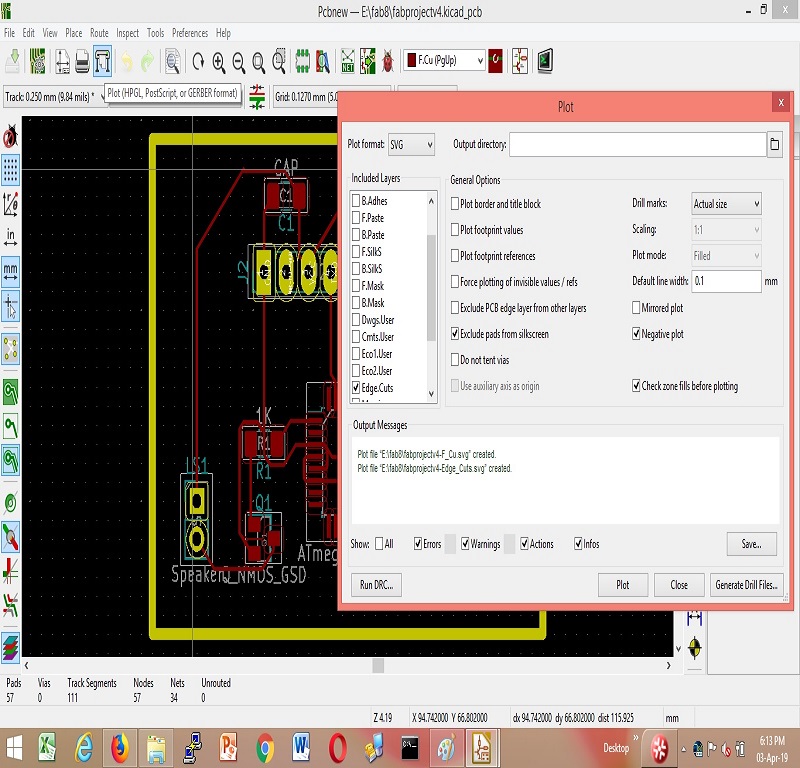 Pcbnew — E:\fab8\fabprojectv4.kicad_pcb
File Edit View Place Route Inspect Tools Preferences Help
F.Cu (PgUp)
Track: 0.250 mm (9.84 mils) *
Plot (HPGL, PostScript, or GERBER format)
Grid: 0.1270 mm (5.0
Plot
Plot format: SVG Output directory:
Included Layers
B.Adhes
F.Paste
B.Paste
F.SilkS
B.SilkS
F.Mask
B.Mask
Dwgs.User
Cmts.User
Eco1.User
Eco2.User
Edge.Cuts
General Options
Plot border and title block
Plot footprint values
Plot footprint references
Force plotting of invisible values / refs
Exclude PCB edge layer from other layers
Exclude pads from silkscreen
Do not tent vias
Use auxiliary axis as origin
Drill marks: Actual size
Scaling: 1:1
Plot mode: Filled
Default line width: 0.1 mm
Mirrored plot
Negative plot
Check zone fills before plotting
Output Messages
Plot file "E:\fab8\fabprojectv4-F_Cu.svg" created.
Plot file "E:\fab8\fabprojectv4-Edge_Cuts.svg" created.
Show: All Errors Warnings Actions Infos Save...
Run DRC... Plot Close Generate Drill Files...
in
mm
CAP
C1
C1
J2
1K
R1
R1
LS1
Q1
ATmeg
Speaker
Q_NMOS_GSD
Pads Vias Track Segments Nodes Nets Unrouted
57 0 111 57 34 0
Z 4.19 X 94.742000 Y 66.802000 dx 94.742000 dy 66.802000 dist 115.925 mm
Desktop
6:13 PM
03-Apr-19